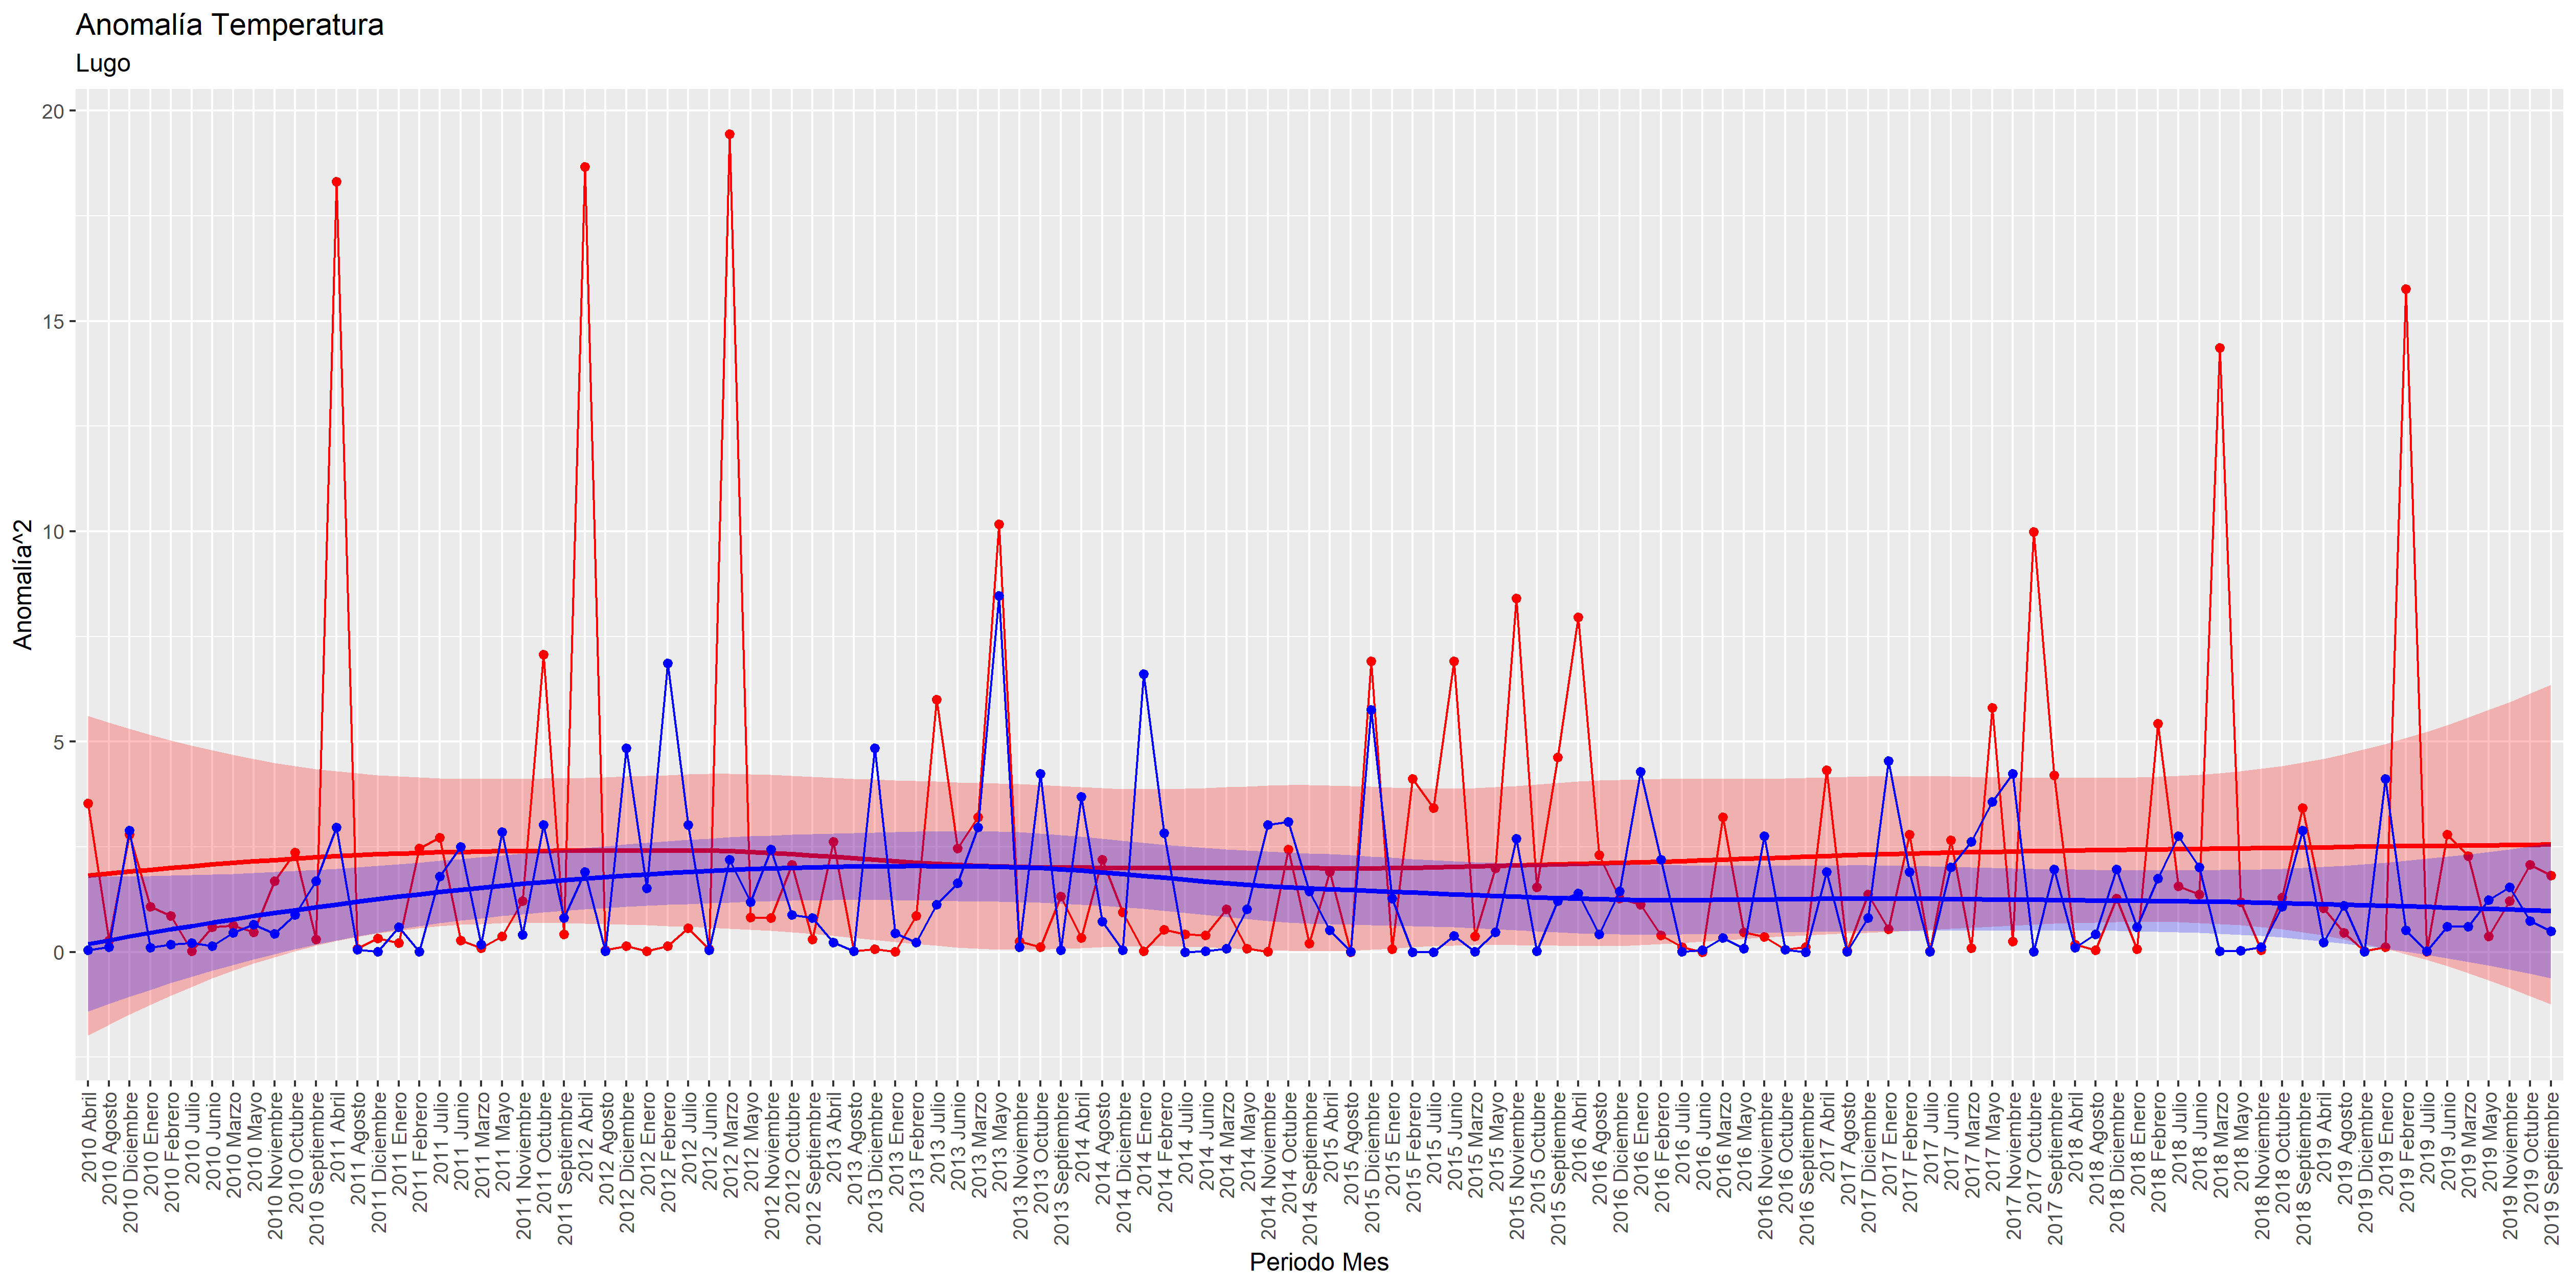 Anomalía Temperatura
Lugo
Anomalía^2
20
15
10
5
0
2010 Abril
2010 Agosto
2010 Diciembre
2010 Enero
2010 Febrero
2010 Julio
2010 Junio
2010 Marzo
2010 Mayo
2010 Noviembre
2010 Octubre
2010 Septiembre
2011 Abril
2011 Agosto
2011 Diciembre
2011 Enero
2011 Febrero
2011 Julio
2011 Junio
2011 Marzo
2011 Mayo
2011 Noviembre
2011 Octubre
2011 Septiembre
2012 Abril
2012 Agosto
2012 Diciembre
2012 Enero
2012 Febrero
2012 Julio
2012 Junio
2012 Marzo
2012 Mayo
2012 Noviembre
2012 Octubre
2012 Septiembre
2013 Abril
2013 Agosto
2013 Diciembre
2013 Enero
2013 Febrero
2013 Julio
2013 Junio
2013 Marzo
2013 Mayo
2013 Noviembre
2013 Octubre
2013 Septiembre
2014 Abril
2014 Agosto
2014 Diciembre
2014 Enero
2014 Febrero
2014 Julio
2014 Junio
2014 Marzo
2014 Mayo
2014 Noviembre
2014 Octubre
2014 Septiembre
2015 Abril
2015 Agosto
2015 Diciembre
2015 Enero
2015 Febrero
2015 Julio
2015 Junio
2015 Marzo
2015 Mayo
2015 Noviembre
2015 Octubre
2015 Septiembre
2016 Abril
2016 Agosto
2016 Diciembre
2016 Enero
2016 Febrero
2016 Julio
2016 Junio
2016 Marzo
2016 Mayo
2016 Noviembre
2016 Octubre
2016 Septiembre
2017 Abril
2017 Agosto
2017 Diciembre
2017 Enero
2017 Febrero
2017 Julio
2017 Junio
2017 Marzo
2017 Mayo
2017 Noviembre
2017 Octubre
2017 Septiembre
2018 Abril
2018 Agosto
2018 Diciembre
2018 Enero
2018 Febrero
2018 Julio
2018 Junio
2018 Marzo
2018 Mayo
2018 Noviembre
2018 Octubre
2018 Septiembre
2019 Abril
2019 Agosto
2019 Diciembre
2019 Enero
2019 Febrero
2019 Julio
2019 Junio
2019 Marzo
2019 Mayo
2019 Noviembre
2019 Octubre
2019 Septiembre
Periodo Mes